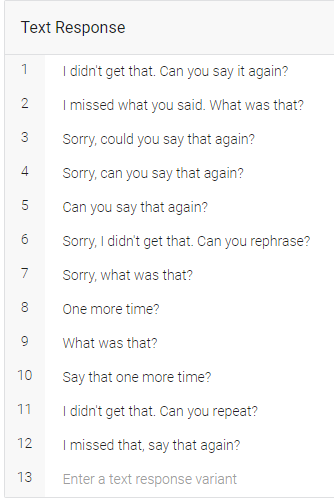 Text Response
1 I didn't get that. Can you say it again?
2 I missed what you said. What was that?
3 Sorry, could you say that again?
4 Sorry, can you say that again?
5 Can you say that again?
6 Sorry, I didn't get that. Can you rephrase?
7 Sorry, what was that?
8 One more time?
9 What was that?
10 Say that one more time?
11 I didn't get that. Can you repeat?
12 I missed that, say that again?
13 Enter a text response variant